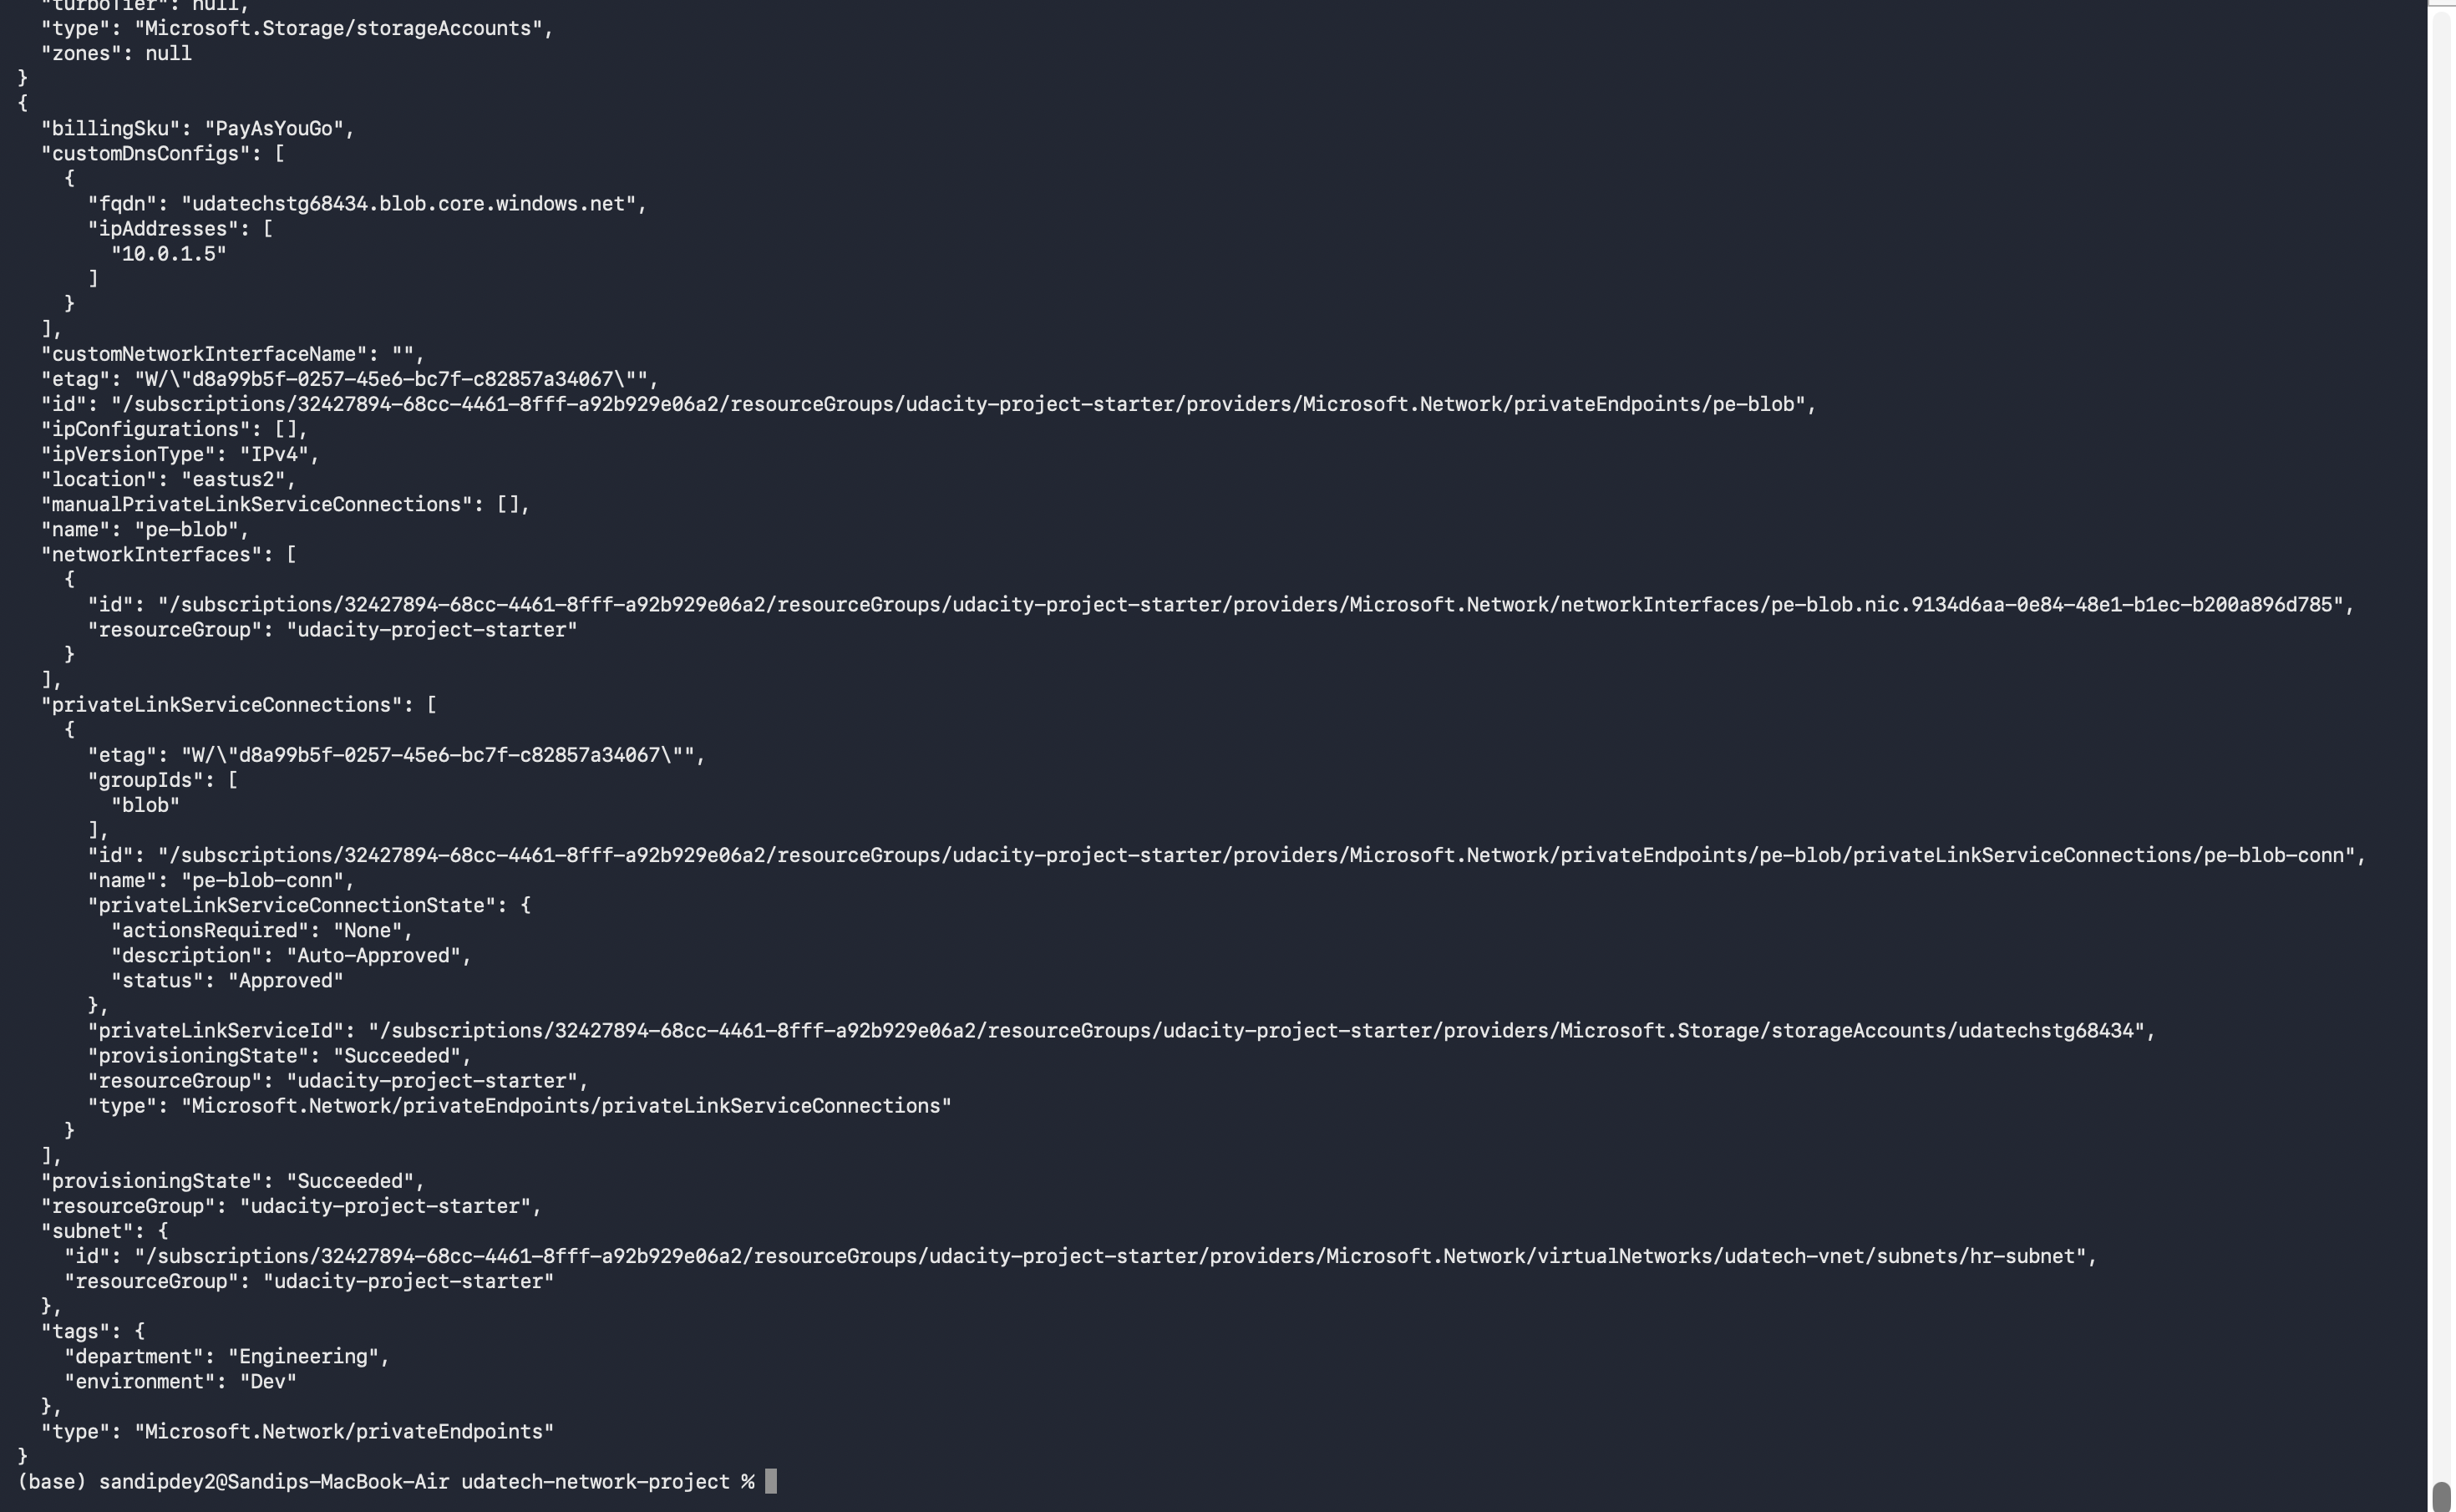 "turboTier": null,
"type": "Microsoft.Storage/storageAccounts",
"zones": null
}
{
"billingSku": "PayAsYouGo",
"customDnsConfigs": [
{
"fqdn": "udatechstg68434.blob.core.windows.net",
"ipAddresses": [
"10.0.1.5"
]
}
],
"customNetworkInterfaceName": "",
"etag": "W/\"d8a99b5f-0257-45e6-bc7f-c82857a34067\"",
"id": "/subscriptions/32427894-68cc-4461-8fff-a92b929e06a2/resourceGroups/udacity-project-starter/providers/Microsoft.Network/privateEndpoints/pe-blob",
"ipConfigurations": [],
"ipVersionType": "IPv4",
"location": "eastus2",
"manualPrivateLinkServiceConnections": [],
"name": "pe-blob",
"networkInterfaces": [
{
"id": "/subscriptions/32427894-68cc-4461-8fff-a92b929e06a2/resourceGroups/udacity-project-starter/providers/Microsoft.Network/networkInterfaces/pe-blob.nic.9134d6aa-0e84-48e1-b1ec-b200a896d785",
"resourceGroup": "udacity-project-starter"
}
],
"privateLinkServiceConnections": [
{
"etag": "W/\"d8a99b5f-0257-45e6-bc7f-c82857a34067\"",
"groupIds": [
"blob"
],
"id": "/subscriptions/32427894-68cc-4461-8fff-a92b929e06a2/resourceGroups/udacity-project-starter/providers/Microsoft.Network/privateEndpoints/pe-blob/privateLinkServiceConnections/pe-blob-conn",
"name": "pe-blob-conn",
"privateLinkServiceConnectionState": {
"actionsRequired": "None",
"description": "Auto-Approved",
"status": "Approved"
},
"privateLinkServiceId": "/subscriptions/32427894-68cc-4461-8fff-a92b929e06a2/resourceGroups/udacity-project-starter/providers/Microsoft.Storage/storageAccounts/udatechstg68434",
"provisioningState": "Succeeded",
"resourceGroup": "udacity-project-starter",
"type": "Microsoft.Network/privateEndpoints/privateLinkServiceConnections"
}
],
"provisioningState": "Succeeded",
"resourceGroup": "udacity-project-starter",
"subnet": {
"id": "/subscriptions/32427894-68cc-4461-8fff-a92b929e06a2/resourceGroups/udacity-project-starter/providers/Microsoft.Network/virtualNetworks/udatech-vnet/subnets/hr-subnet",
"resourceGroup": "udacity-project-starter"
},
"tags": {
"department": "Engineering",
"environment": "Dev"
},
"type": "Microsoft.Network/privateEndpoints"
}
(base) sandipdey2@Sandips-MacBook-Air udatech-network-project %